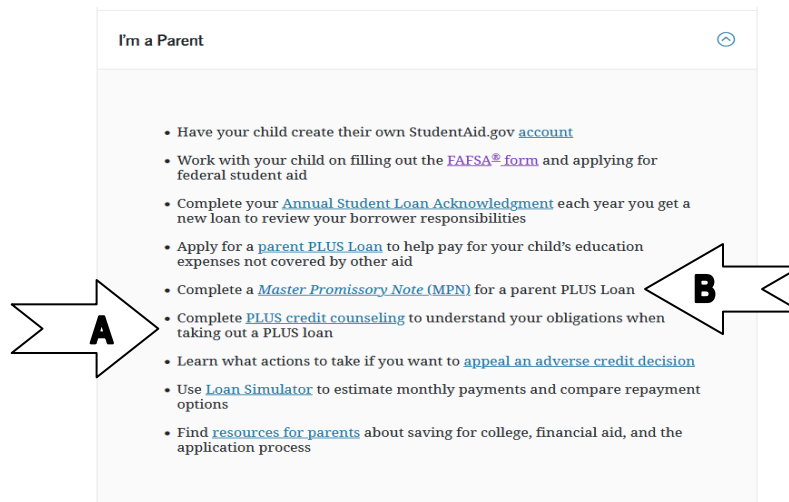 I'm a Parent
• Have your child create their own StudentAid.gov account
• Work with your child on filling out the FAFSA® form and applying for
federal student aid
• Complete your Annual Student Loan Acknowledgment each year you get a
new loan to review your borrower responsibilities
• Apply for a parent PLUS Loan to help pay for your child's education
expenses not covered by other aid
• Complete a Master Promissory Note (MPN) for a parent PLUS Loan
B
A
• Complete PLUS credit counseling to understand your obligations when
taking out a PLUS loan
• Learn what actions to take if you want to appeal an adverse credit decision
• Use Loan Simulator to estimate monthly payments and compare repayment
options
• Find resources for parents about saving for college, financial aid, and the
application process